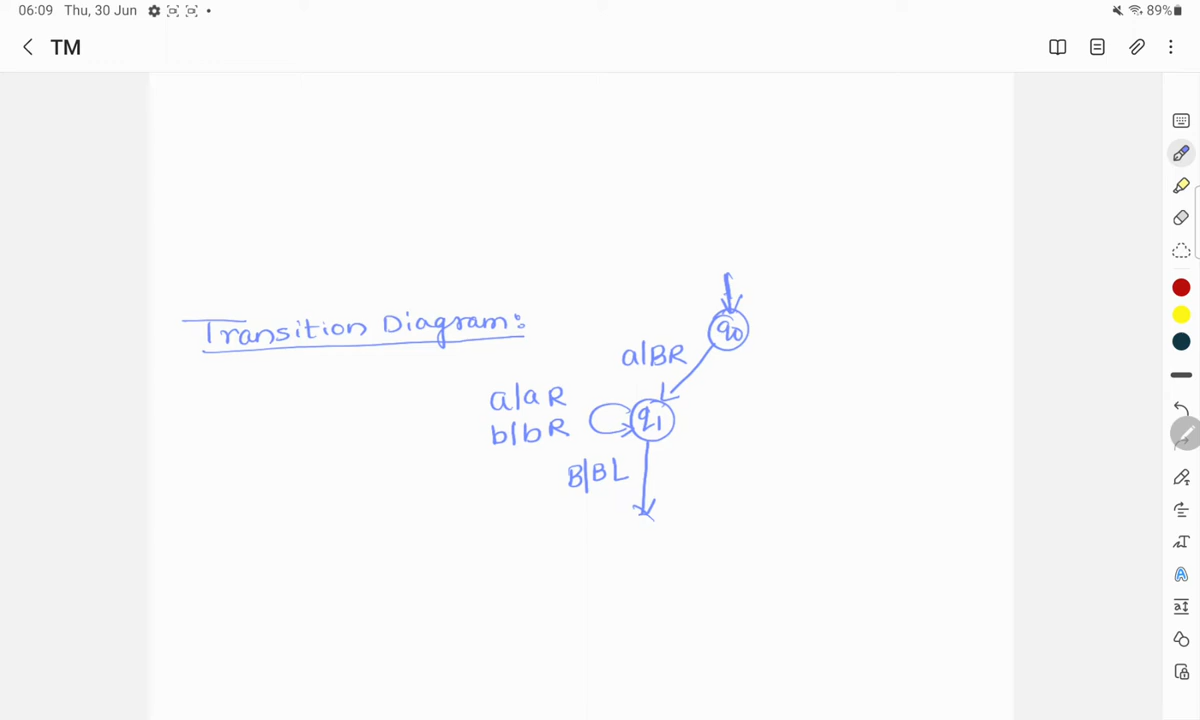 06:09 Thu, 30 Jun
89%
TM
Transition Diagram:
q0
a|BR
a|aR
b|bR
q1
B|BL